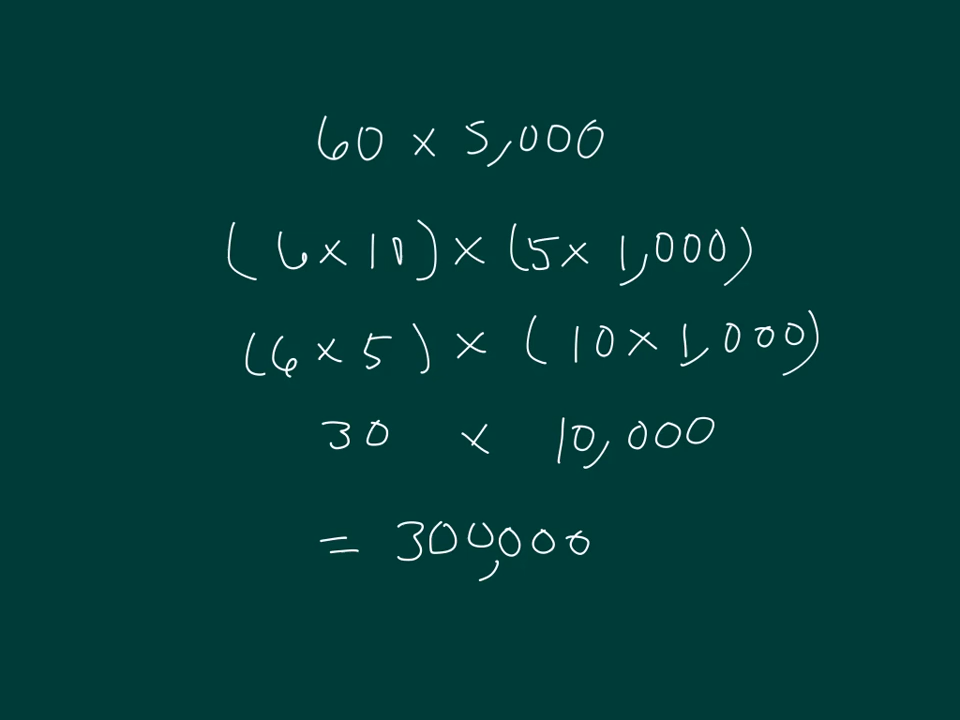 60 × 5,000
(6 × 10) × (5 × 1,000)
(6 × 5) × (10 × 1,000)
30 × 10,000
= 300,000